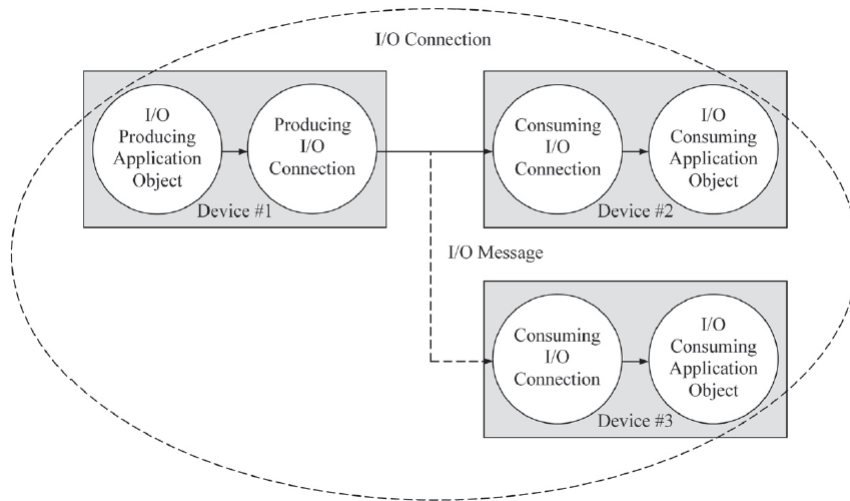 I/O Connection
I/O
Producing
Application
Object
Producing
I/O
Connection
Device #1
Consuming
I/O
Connection
I/O
Consuming
Application
Object
Device #2
I/O Message
Consuming
I/O
Connection
I/O
Consuming
Application
Object
Device #3